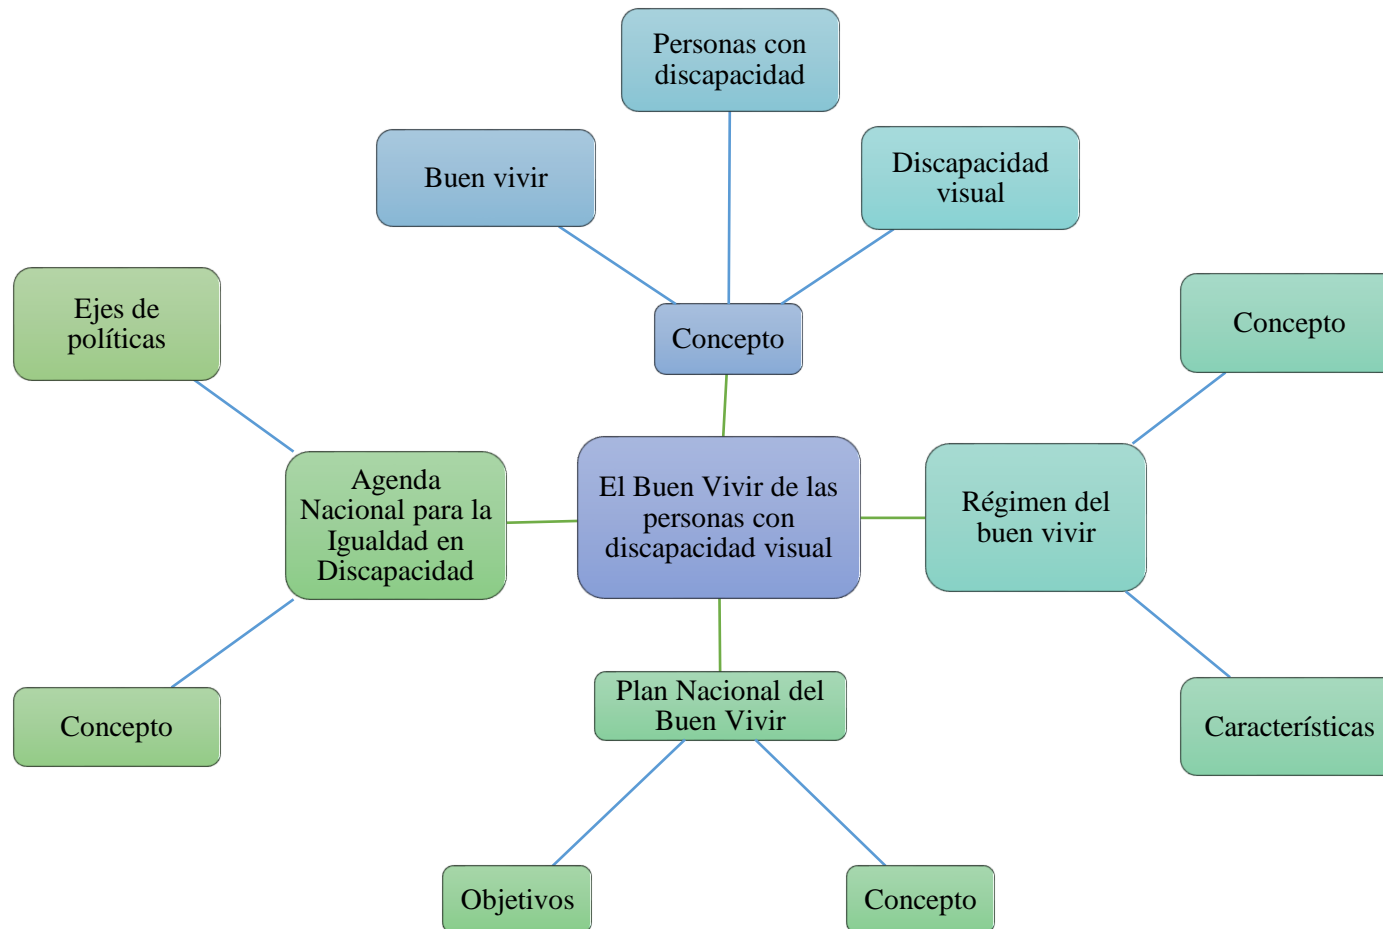 Personas con
discapacidad
Buen vivir
Discapacidad
visual
Ejes de
políticas
Concepto
Concepto
Agenda
Nacional para la
Igualdad en
Discapacidad
El Buen Vivir de las
personas con
discapacidad visual
Régimen del
buen vivir
Concepto
Plan Nacional del
Buen Vivir
Características
Objetivos
Concepto